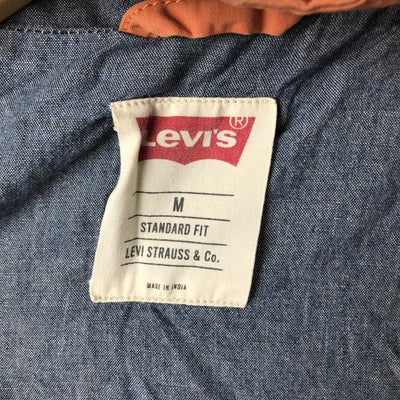 Levi's®
M
STANDARD FIT
LEVI STRAUSS & Co.
MADE IN INDIA